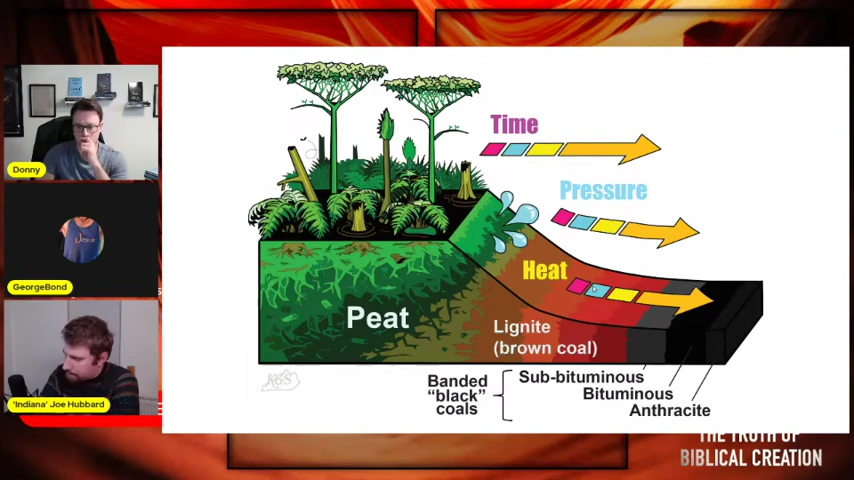 Donny
GeorgeBond
'Indiana' Joe Hubbard
Time
Pressure
Heat
Peat
Lignite
(brown coal)
Banded
"black"
coals
Sub-bituminous
Bituminous
Anthracite
KGS
THE TRUTH OF
BIBLICAL CREATION